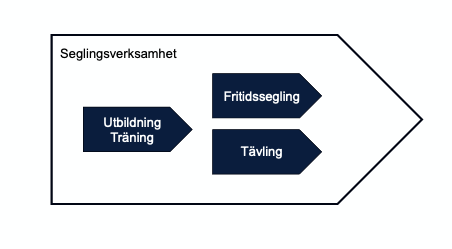 Seglingsverksamhet
Fritidssegling
Utbildning
Träning
Tävling